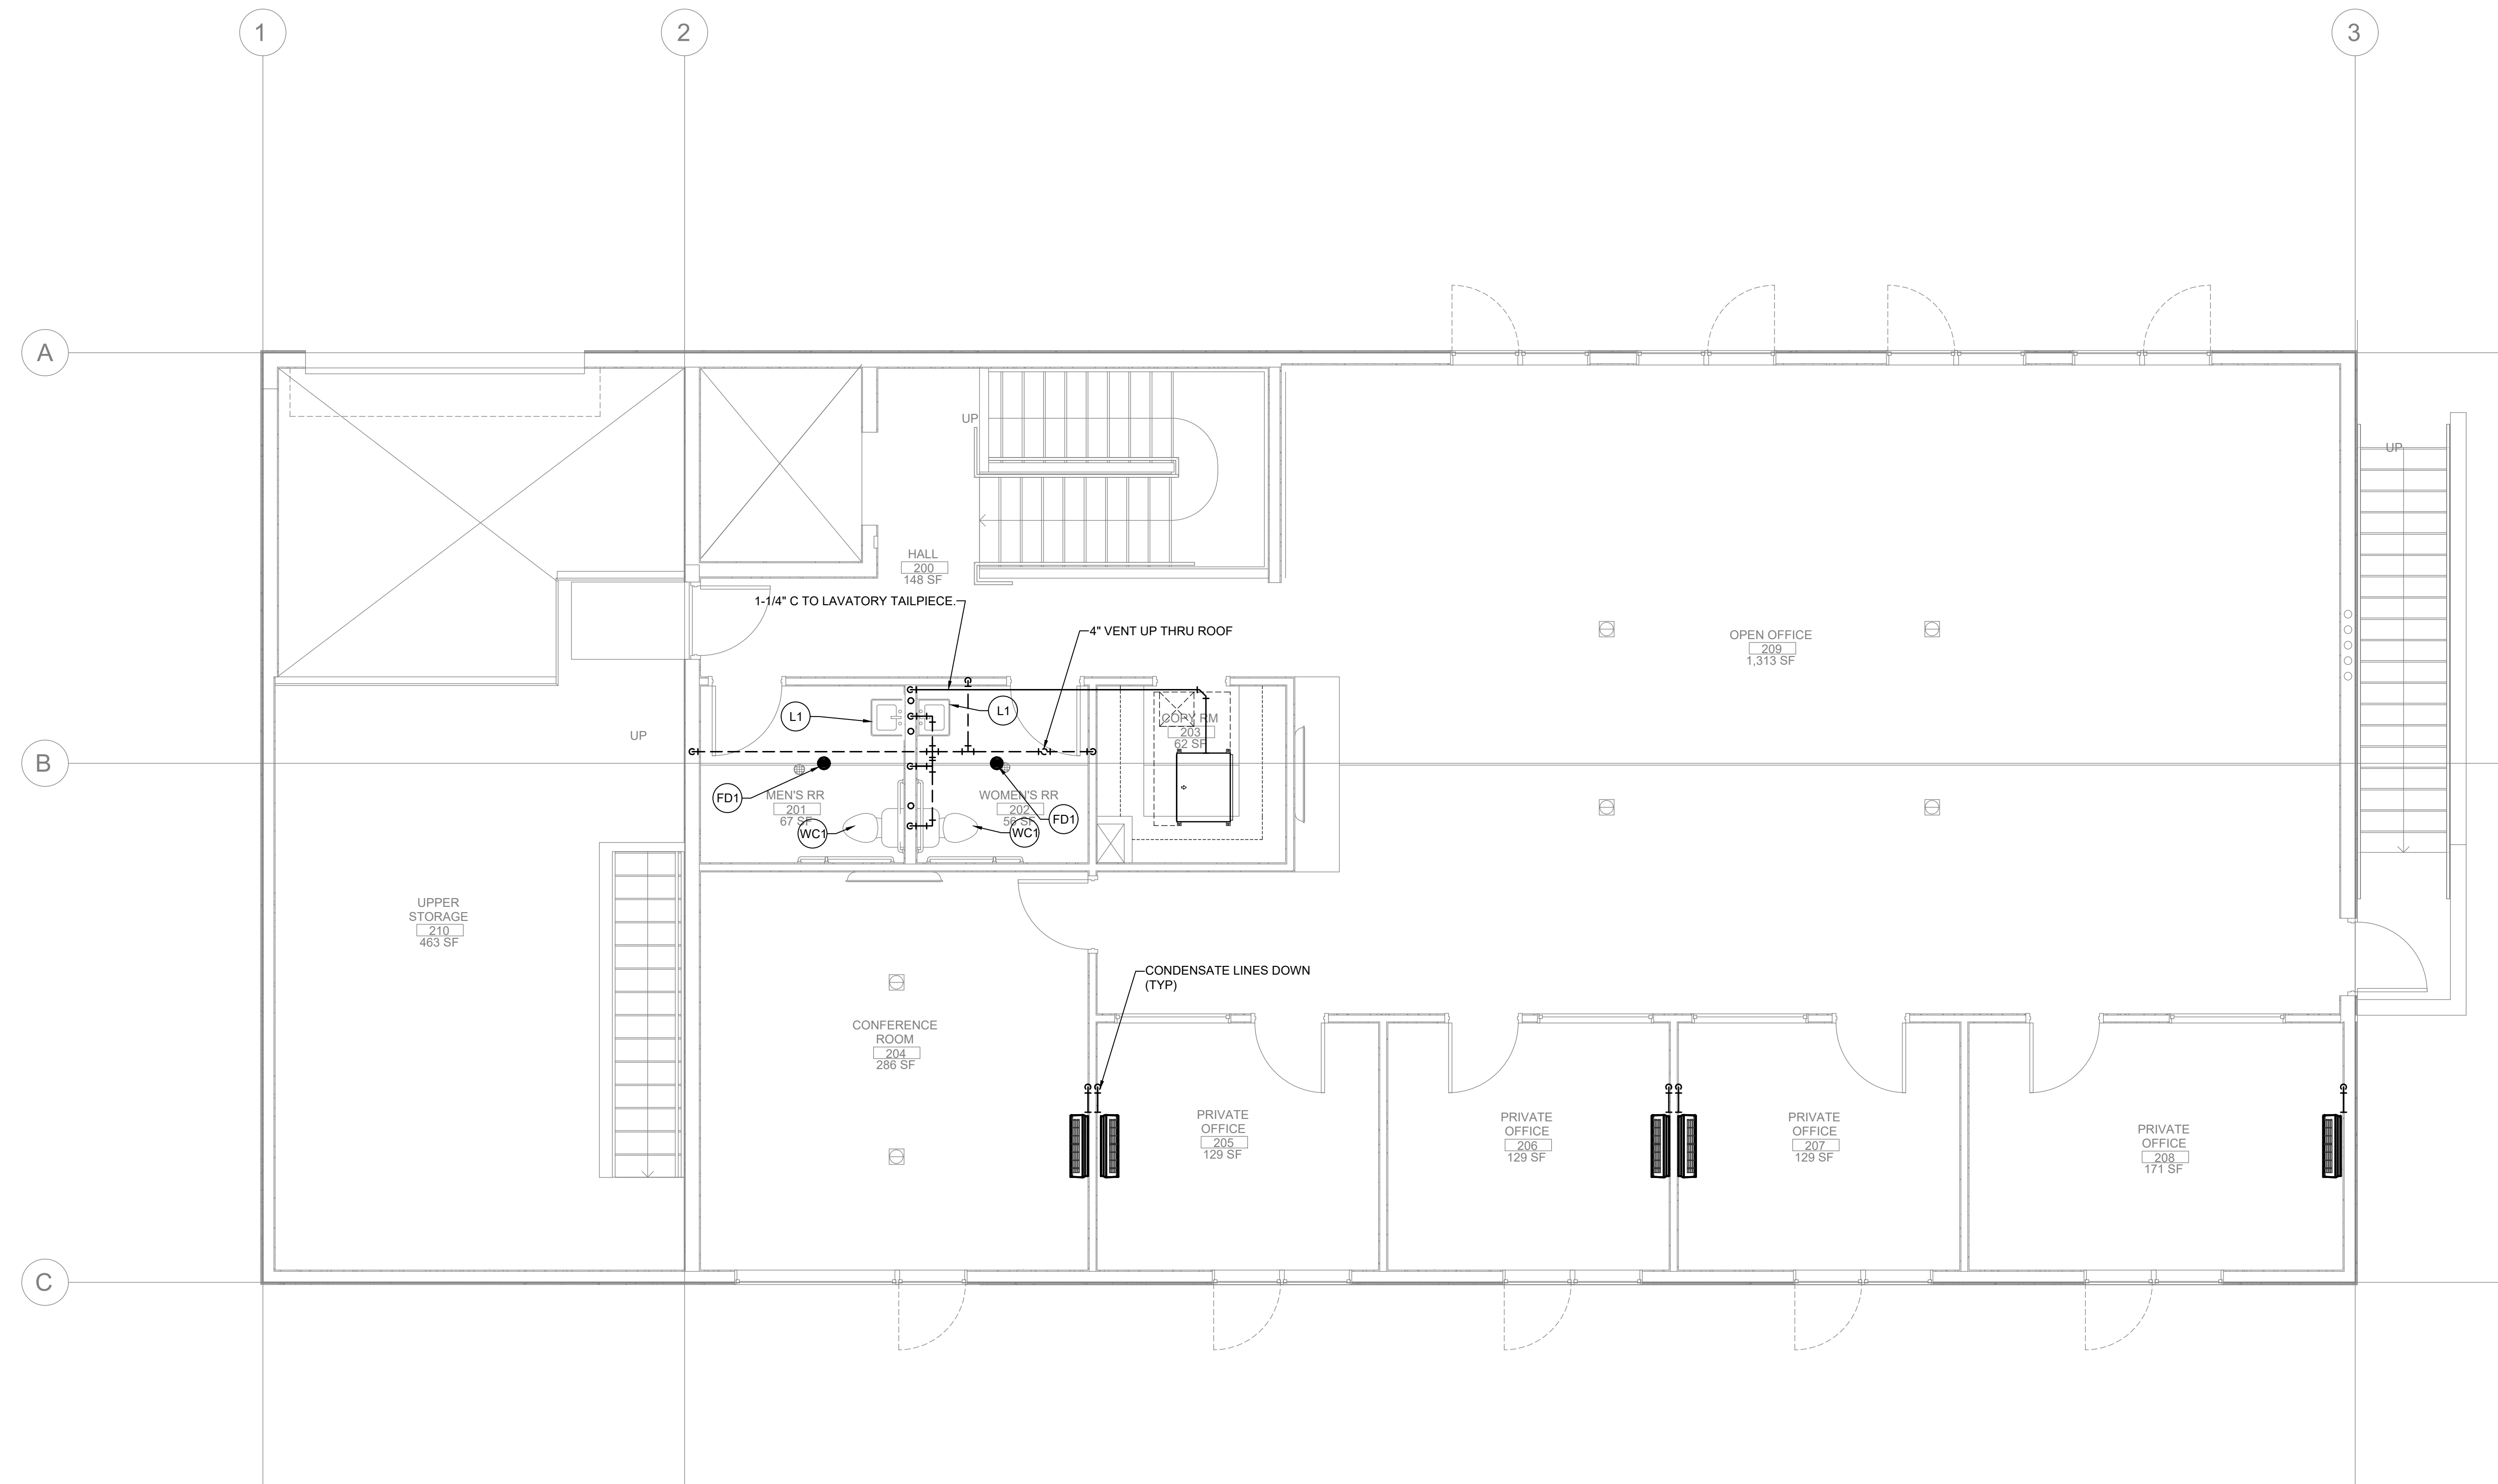 1
2
3
A
UP
UP
HALL
200
148 SF
1-1/4" C TO LAVATORY TAILPIECE.
4" VENT UP THRU ROOF
OPEN OFFICE
209
1,313 SF
L1
L1
COPY RM
203
62 SF
UP
B
FD1
MEN'S RR
201
67 SF
WC1
WOMEN'S RR
202
56 SF
WC1
FD1
UPPER
STORAGE
210
463 SF
CONDENSATE LINES DOWN
(TYP)
CONFERENCE
ROOM
204
286 SF
PRIVATE
OFFICE
205
129 SF
PRIVATE
OFFICE
206
129 SF
PRIVATE
OFFICE
207
129 SF
PRIVATE
OFFICE
208
171 SF
C